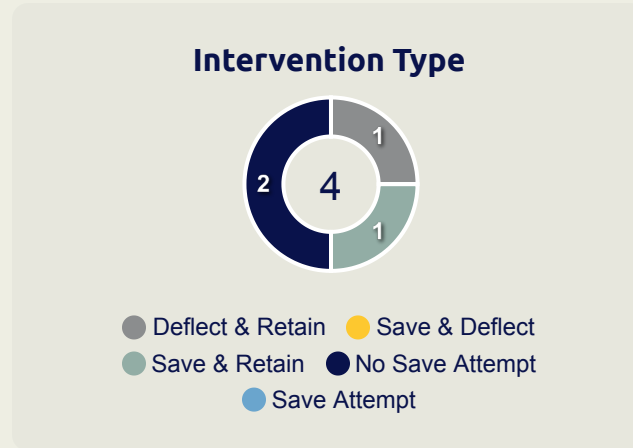 Intervention Type
1
2
4
1
Deflect & Retain
Save & Deflect
Save & Retain
No Save Attempt
Save Attempt